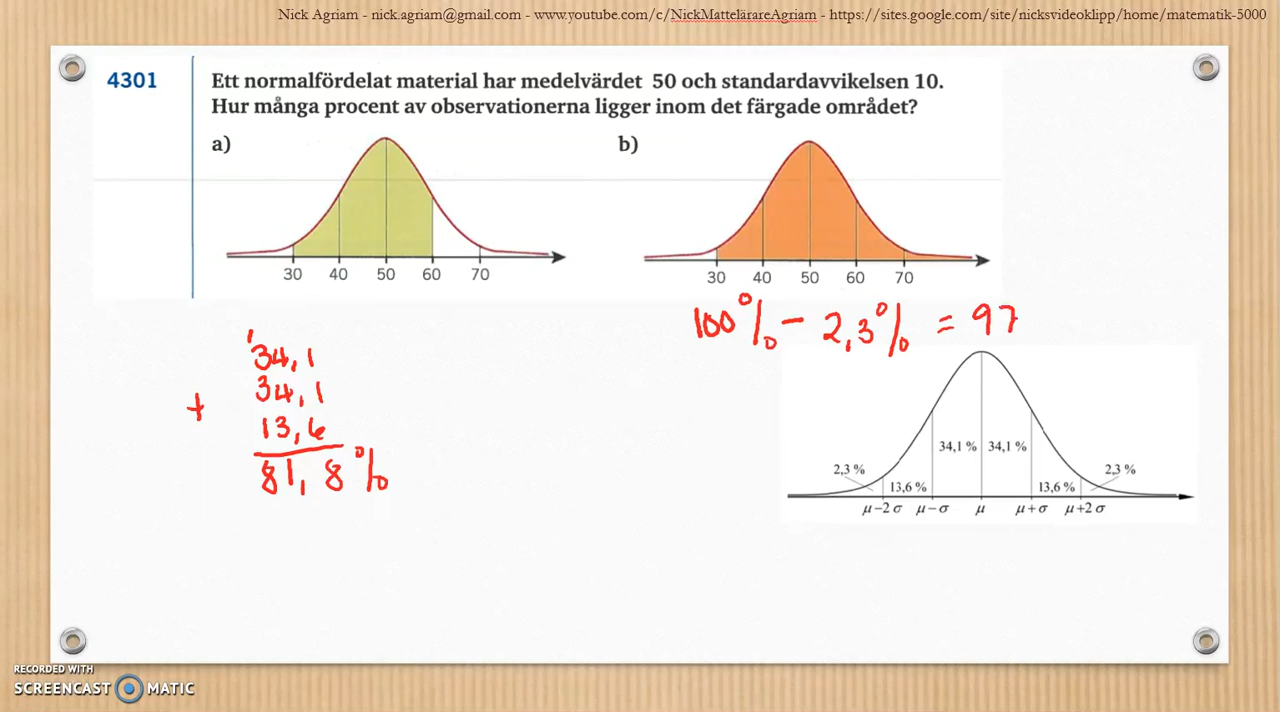 Nick Agriam - nick.agriam@gmail.com - www.youtube.com/c/NickMattelärareAgriam - https://sites.google.com/site/nicksvideoklipp/home/matematik-5000
4301
Ett normalfördelat material har medelvärdet 50 och standardavvikelsen 10.
Hur många procent av observationerna ligger inom det färgade området?
a)
30 40 50 60 70
b)
30 40 50 60 70
1
34,1
34,1
+ 13,6
81,8%
100% - 2,3% = 97
34,1 % 34,1 %
2,3 % 13,6 % 13,6 % 2,3 %
μ-2σ μ-σ μ μ+σ μ+2σ
RECORDED WITH
SCREENCAST MATIC